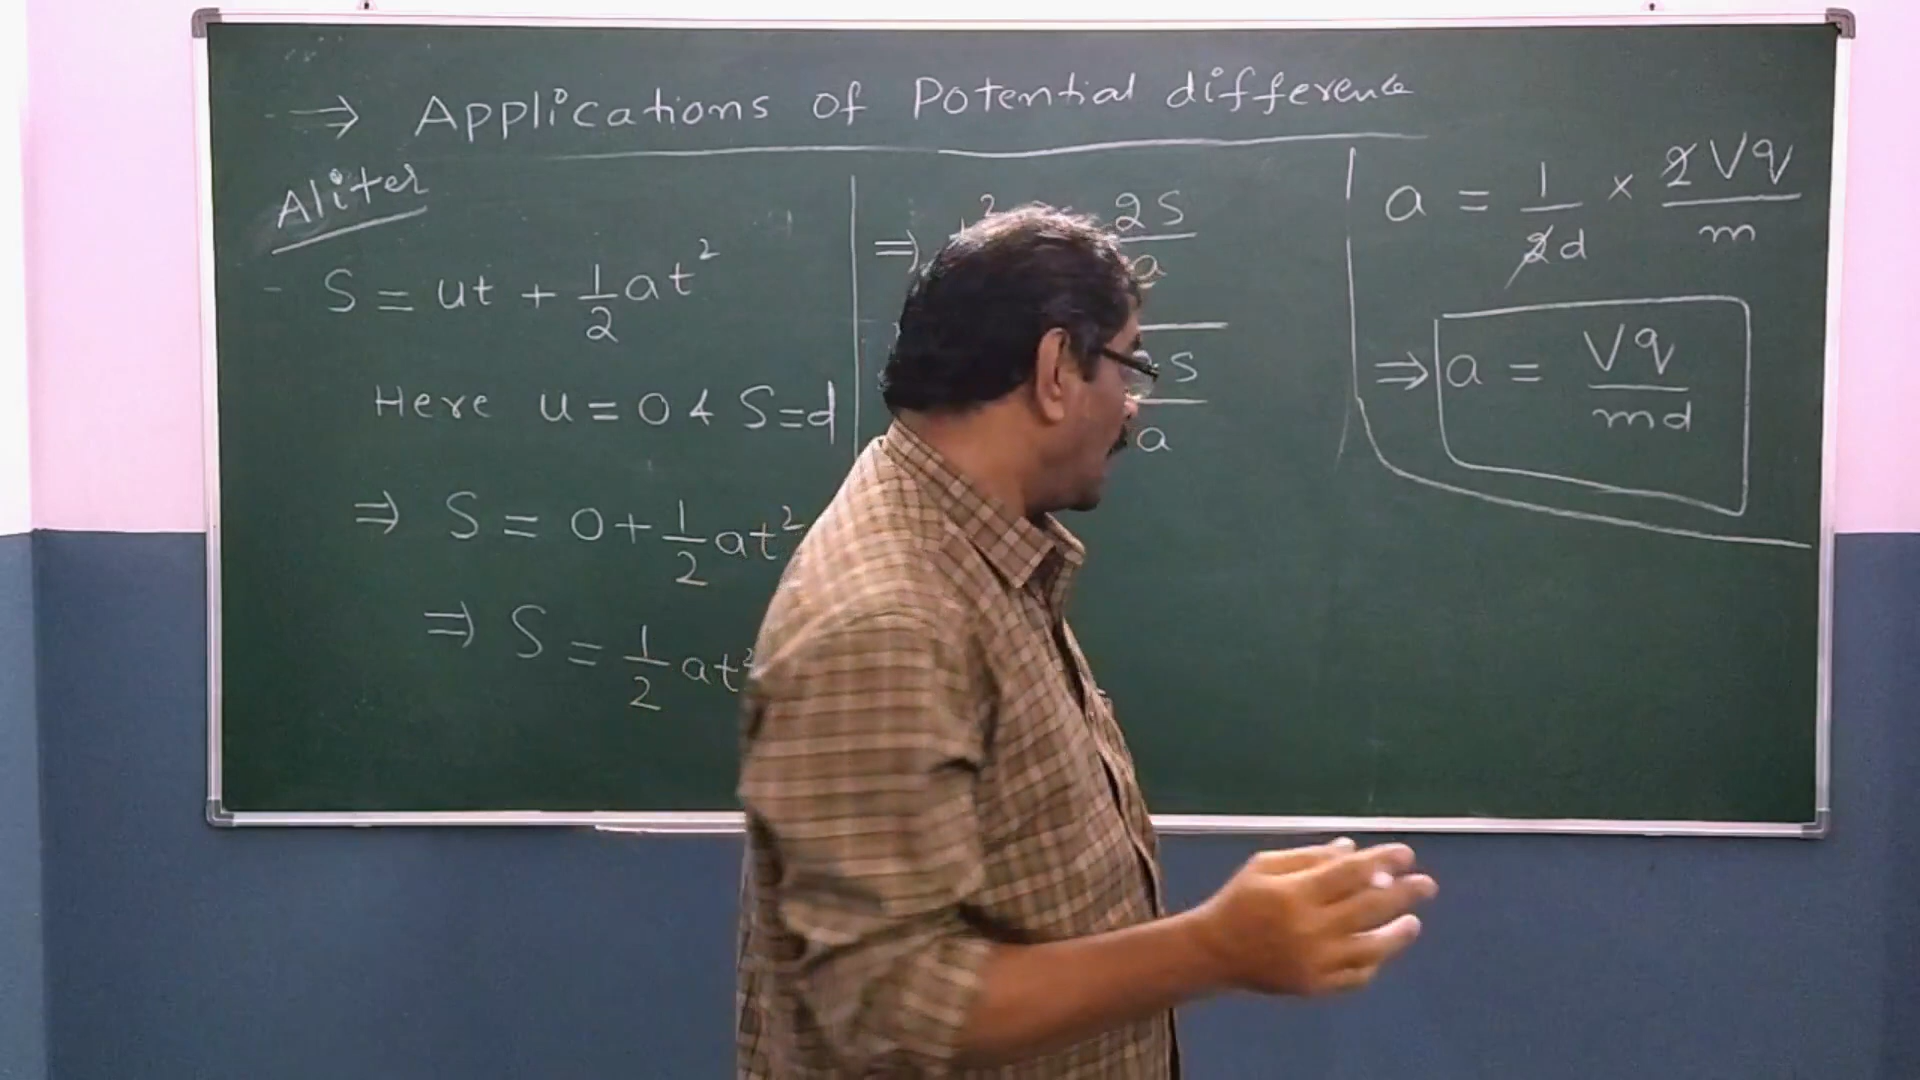 ⇒ Applications of Potential difference
Aliter
S = ut + 1/2 at²
Here u = 0 & S = d
⇒ S = 0 + 1/2 at²
⇒ S = 1/2 at²
⇒ 2S/a
S/a
a = 1/2d × 2Vq/m
⇒ a = Vq/md